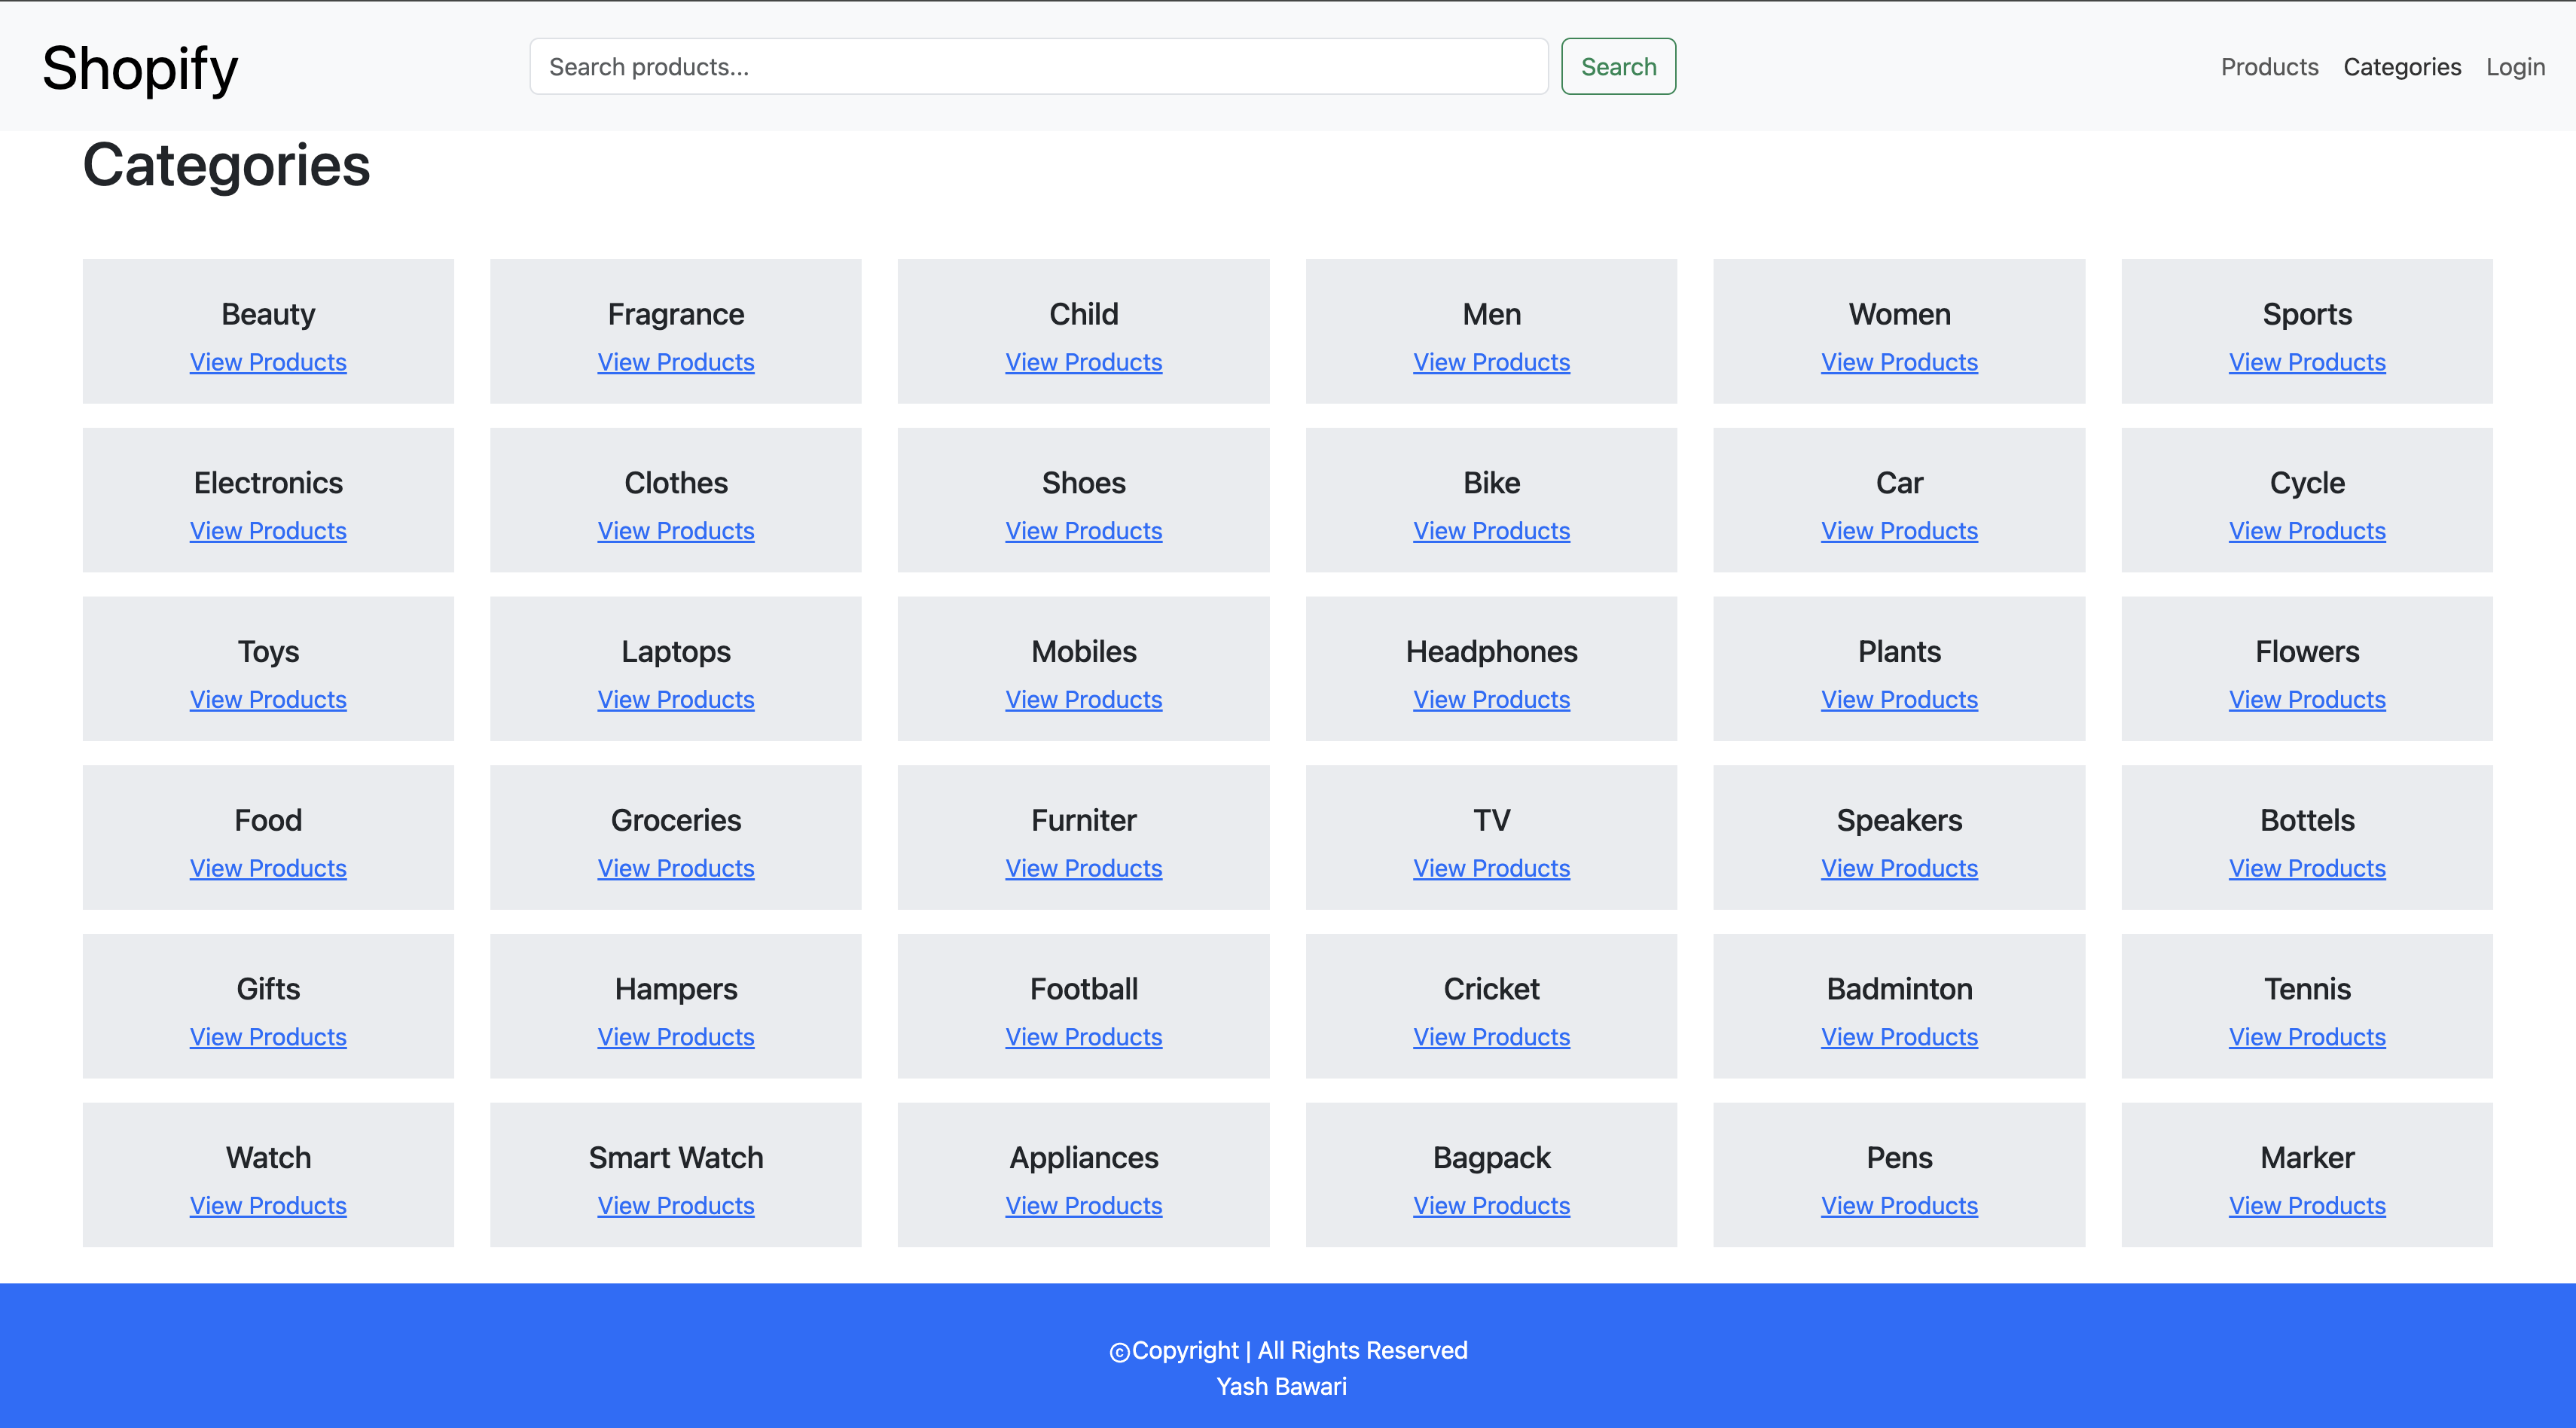 Shopify
Search products...
Search
Products
Categories
Login
Categories
Beauty
View Products
Fragrance
View Products
Child
View Products
Men
View Products
Women
View Products
Sports
View Products
Electronics
View Products
Clothes
View Products
Shoes
View Products
Bike
View Products
Car
View Products
Cycle
View Products
Toys
View Products
Laptops
View Products
Mobiles
View Products
Headphones
View Products
Plants
View Products
Flowers
View Products
Food
View Products
Groceries
View Products
Furniter
View Products
TV
View Products
Speakers
View Products
Bottels
View Products
Gifts
View Products
Hampers
View Products
Football
View Products
Cricket
View Products
Badminton
View Products
Tennis
View Products
Watch
View Products
Smart Watch
View Products
Appliances
View Products
Bagpack
View Products
Pens
View Products
Marker
View Products
©Copyright | All Rights Reserved
Yash Bawari